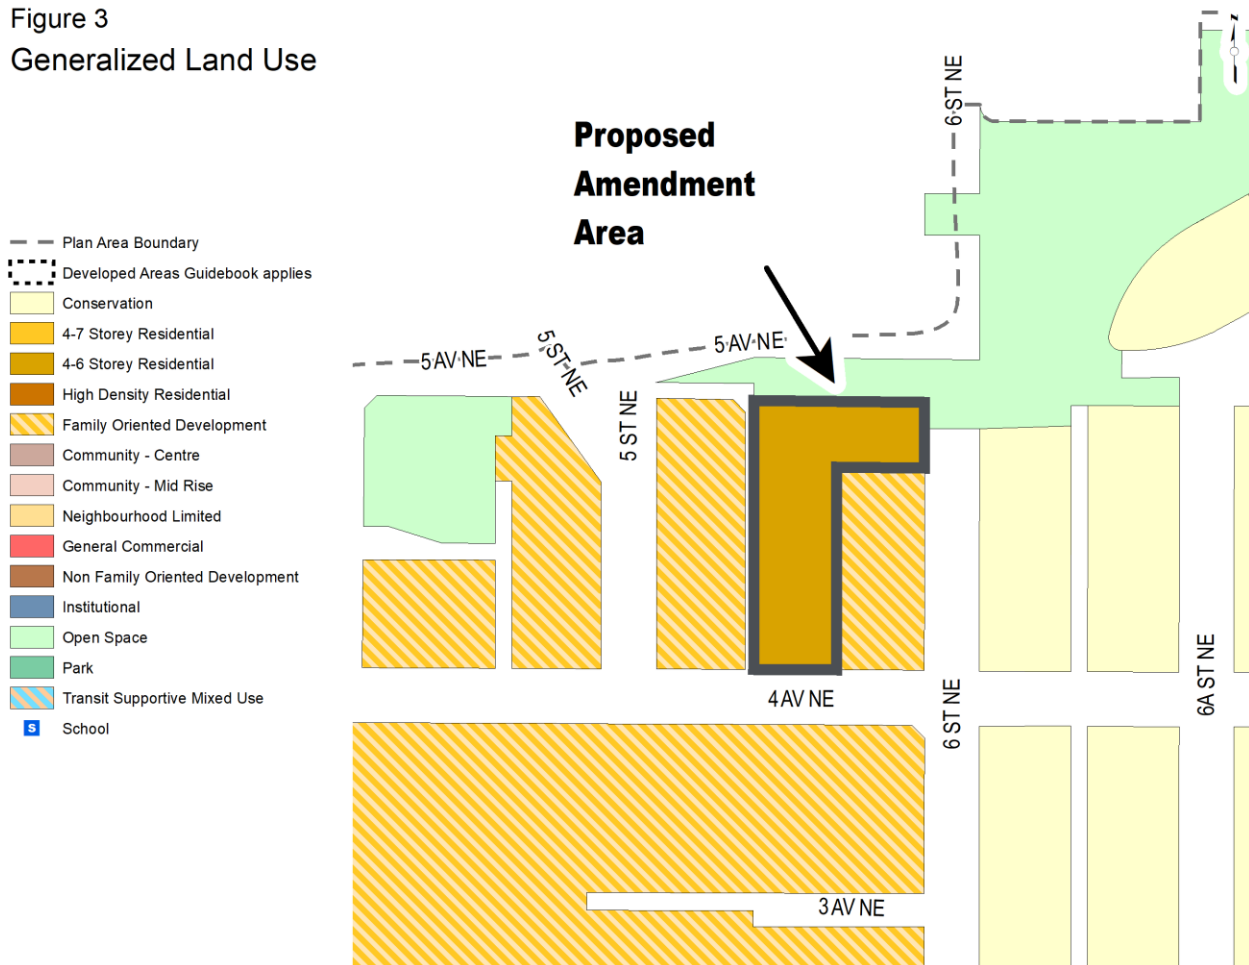 Figure 3
Generalized Land Use
Proposed
Amendment
Area
Plan Area Boundary
Developed Areas Guidebook applies
Conservation
4-7 Storey Residential
4-6 Storey Residential
High Density Residential
Family Oriented Development
Community - Centre
Community - Mid Rise
Neighbourhood Limited
General Commercial
Non Family Oriented Development
Institutional
Open Space
Park
Transit Supportive Mixed Use
S School
N
6 ST NE
5 AV NE
5 ST NE
5 AV NE
5 ST NE
4 AV NE
6 ST NE
6A ST NE
3 AV NE